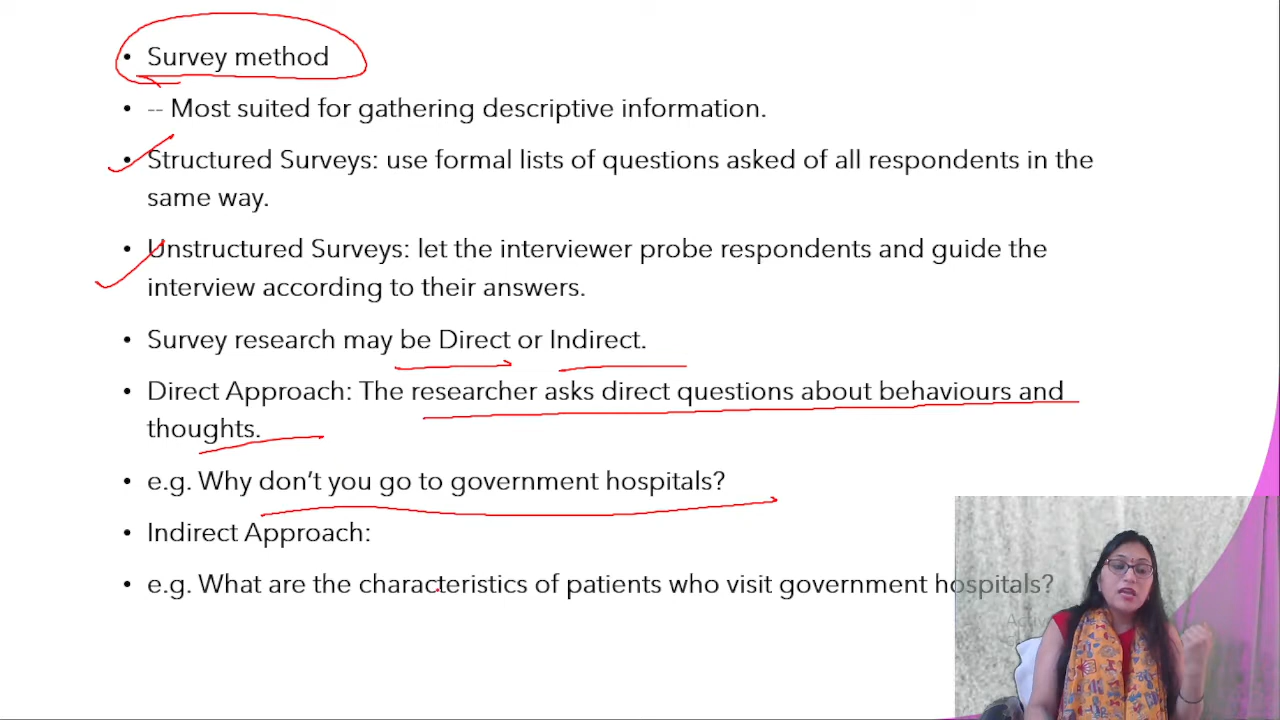 • Survey method
• -- Most suited for gathering descriptive information.
• Structured Surveys: use formal lists of questions asked of all respondents in the
same way.
• Unstructured Surveys: let the interviewer probe respondents and guide the
interview according to their answers.
• Survey research may be Direct or Indirect.
• Direct Approach: The researcher asks direct questions about behaviours and
thoughts.
• e.g. Why don’t you go to government hospitals?
• Indirect Approach:
• e.g. What are the characteristics of patients who visit government hospitals?